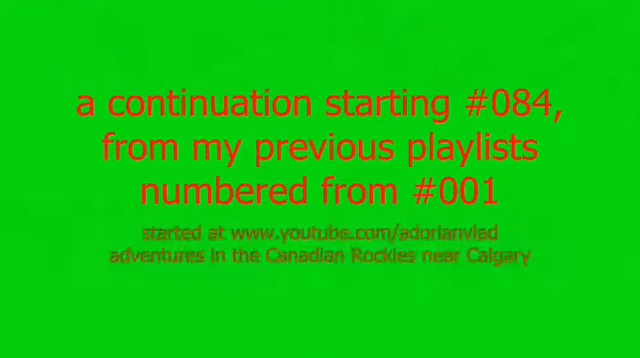 a continuation starting #084,
from my previous playlists
numbered from #001
started at www.youtube.com/adorianvlad
adventures in the Canadian Rockies near Calgary